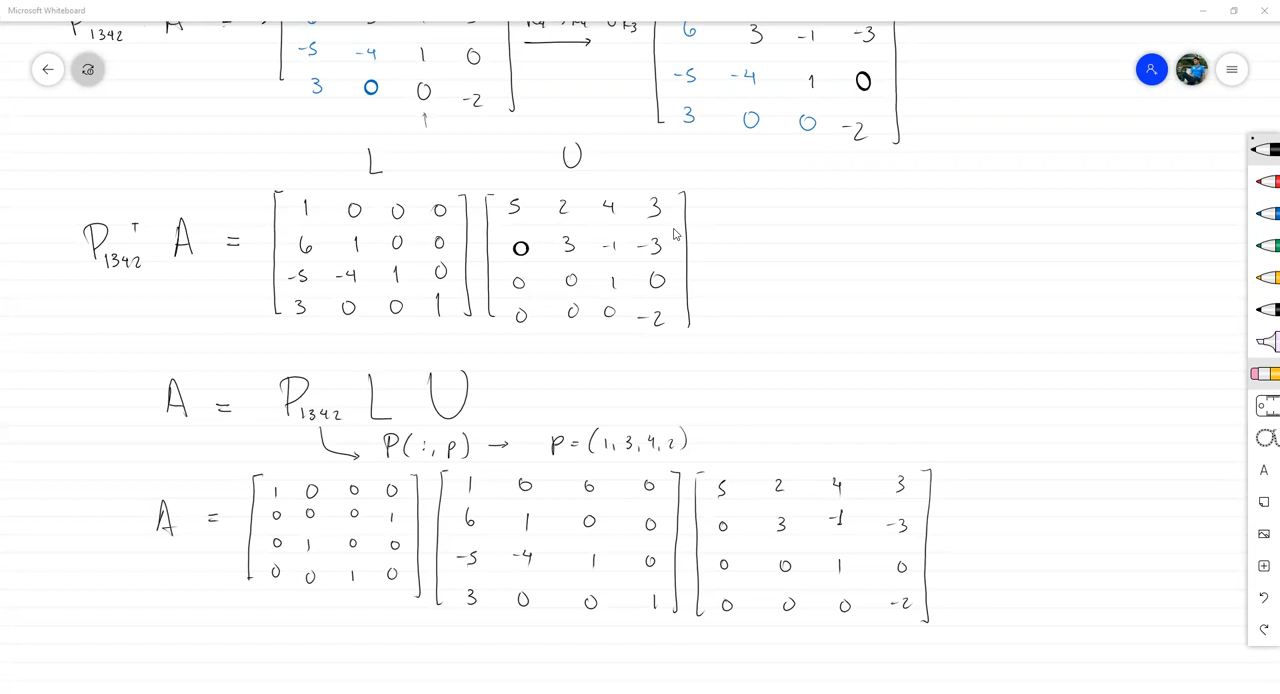 Microsoft Whiteboard
P1342 A =
-5 -4 1 0
3 0 0 -2
↑
→
6 3 -1 -3
-5 -4 1 0
3 0 0 -2
L U
P1342^T A = [1 0 0 0] [5 2 4 3]
[6 1 0 0] [0 3 -1 -3]
[-5 -4 1 0] [0 0 1 0]
[3 0 0 1] [0 0 0 -2]
A = P1342 L U
P(:,p) → p = (1,3,4,2)
A = [1 0 0 0] [1 0 0 0] [5 2 4 3]
[0 0 0 1] [6 1 0 0] [0 3 -1 -3]
[0 1 0 0] [-5 -4 1 0] [0 0 1 0]
[0 0 1 0] [3 0 0 1] [0 0 0 -2]
A